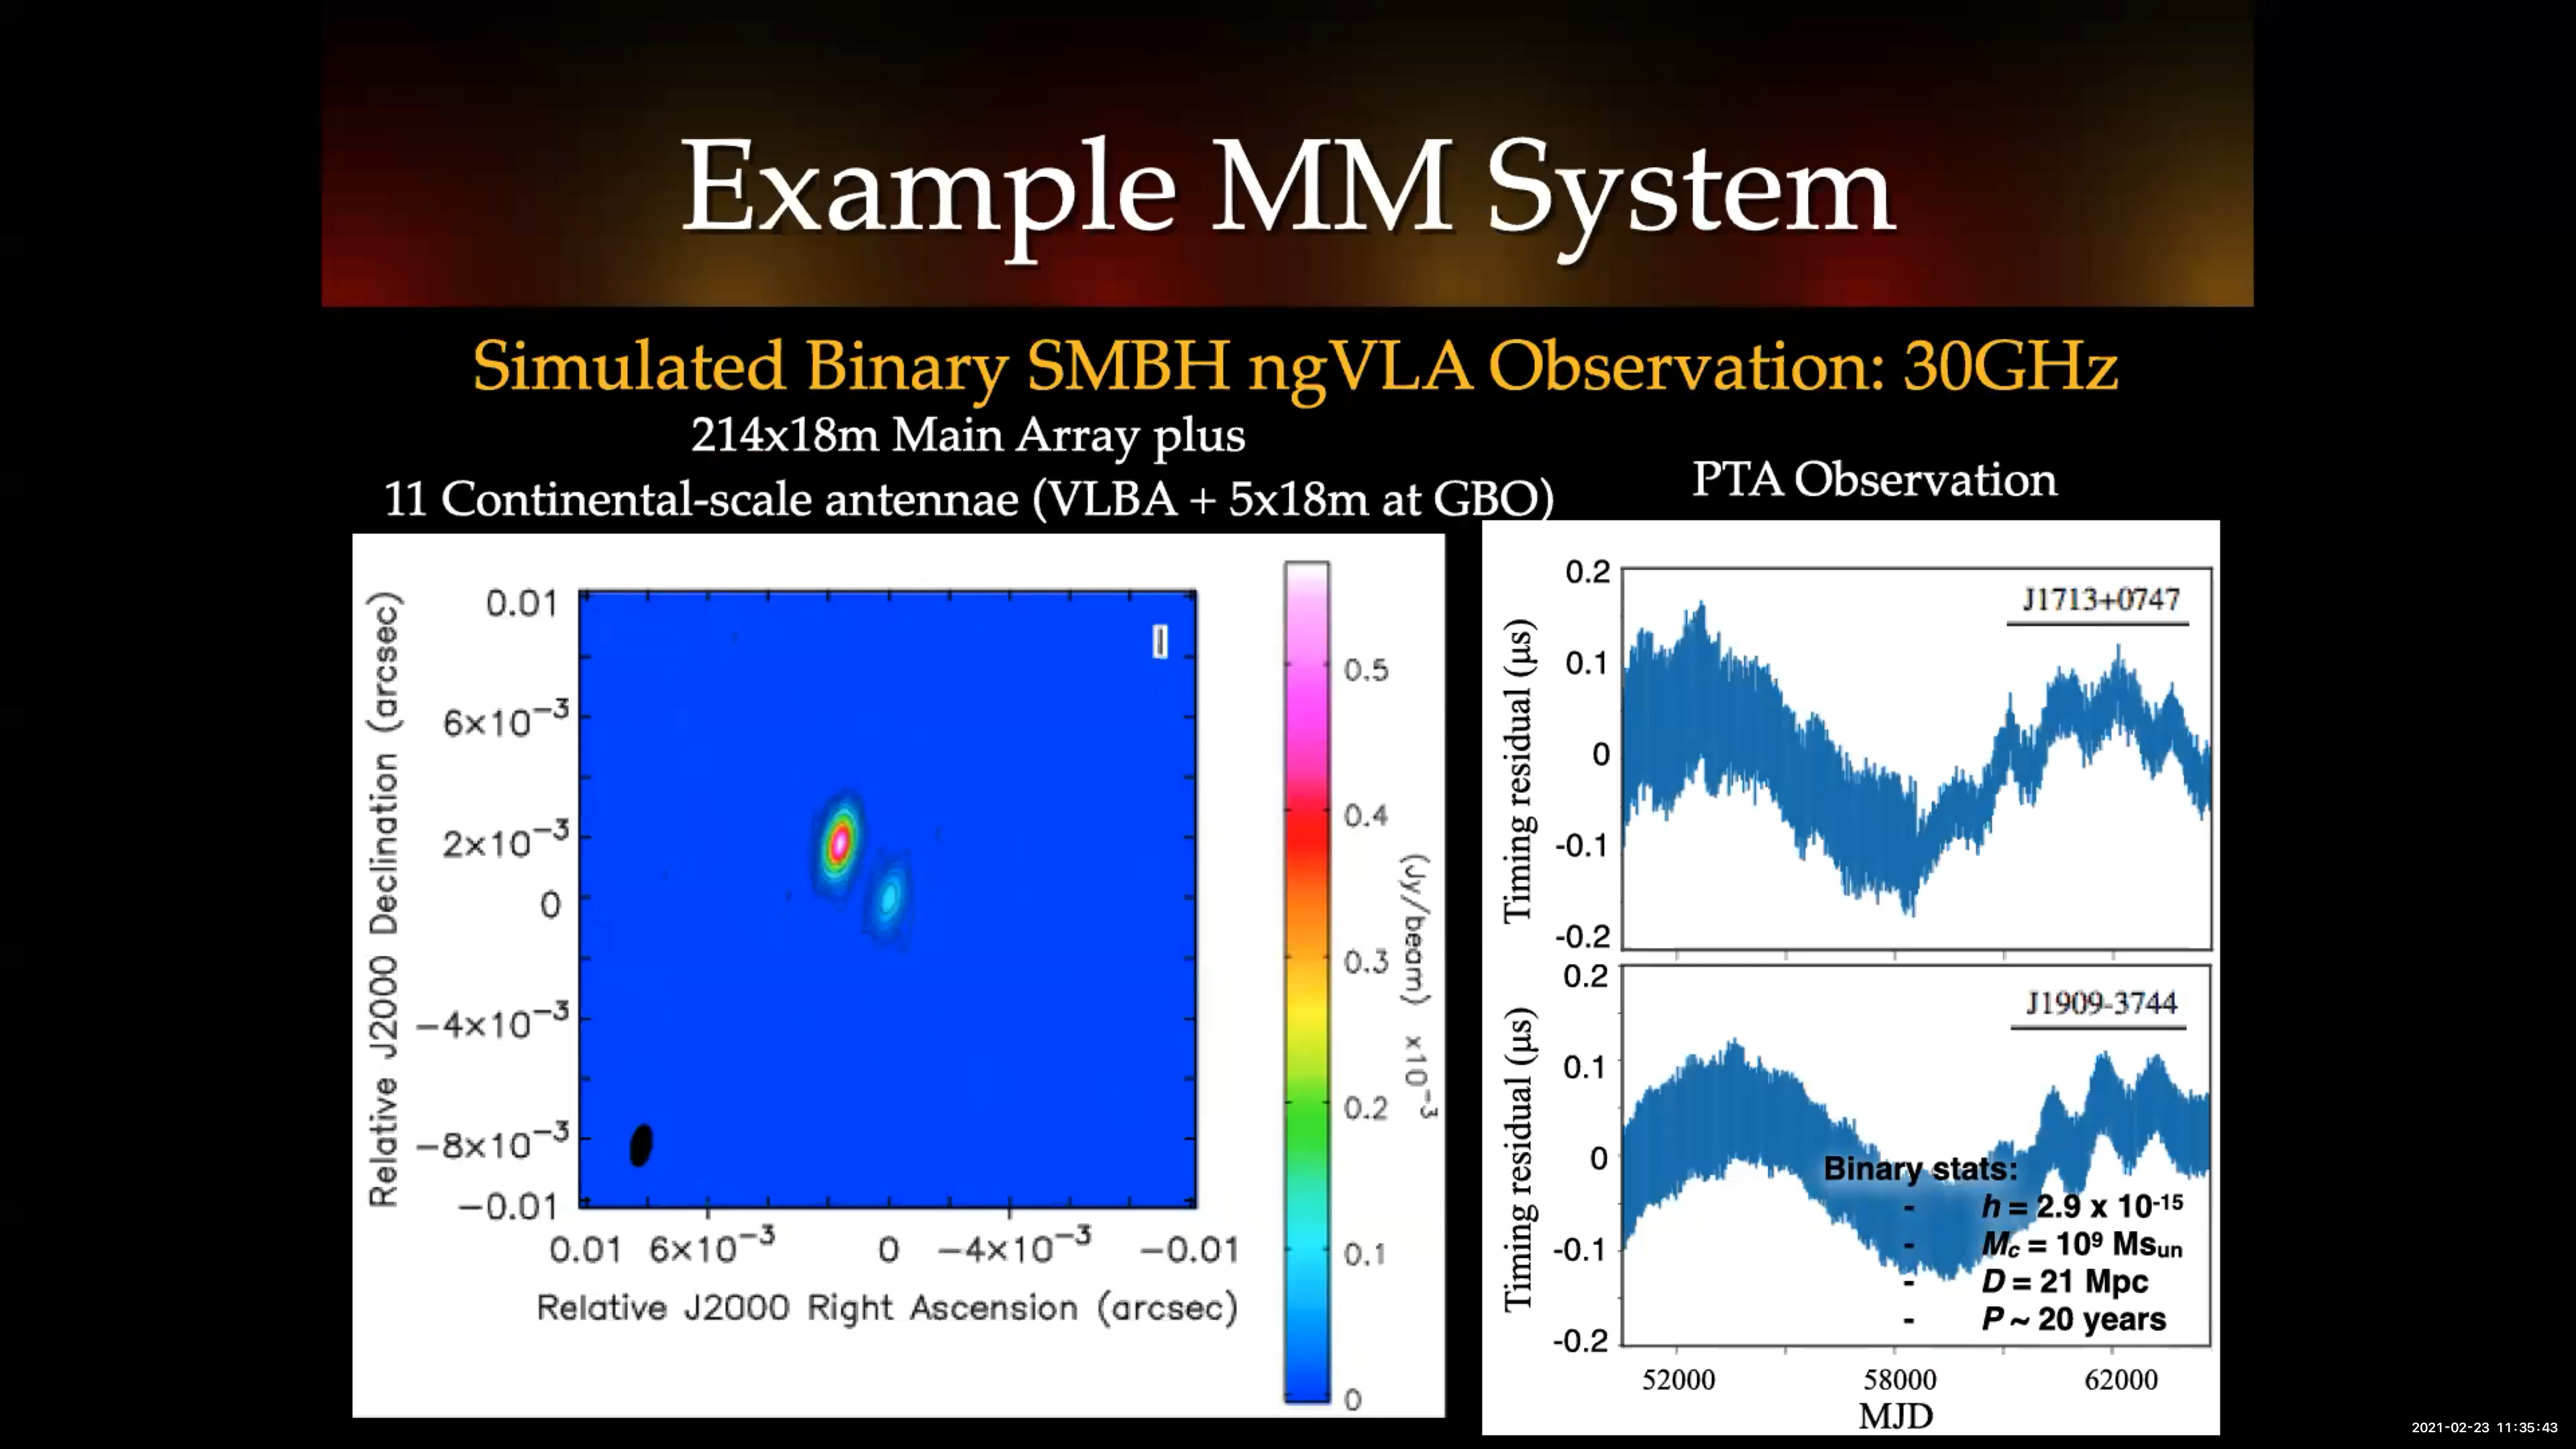 Example MM System
Simulated Binary SMBH ngVLA Observation: 30GHz
214x18m Main Array plus
11 Continental-scale antennae (VLBA + 5x18m at GBO)
PTA Observation
Relative J2000 Declination (arcsec)
0.01
6×10⁻³
2×10⁻³
0
−4×10⁻³
−8×10⁻³
−0.01
I
0.01 6×10⁻³ 0 −4×10⁻³ −0.01
Relative J2000 Right Ascension (arcsec)
0.5
0.4
0.3
0.2
0.1
0
(Jy/beam) x10⁻³
Timing residual (µs)
0.2
0.1
0
-0.1
-0.2
J1713+0747
Timing residual (µs)
0.2
0.1
0
-0.1
-0.2
J1909-3744
Binary stats:
- h = 2.9 x 10⁻¹⁵
- Mc = 10⁹ Msun
- D = 21 Mpc
- P ~ 20 years
52000 58000 62000
MJD
2021-02-23 11:35:43